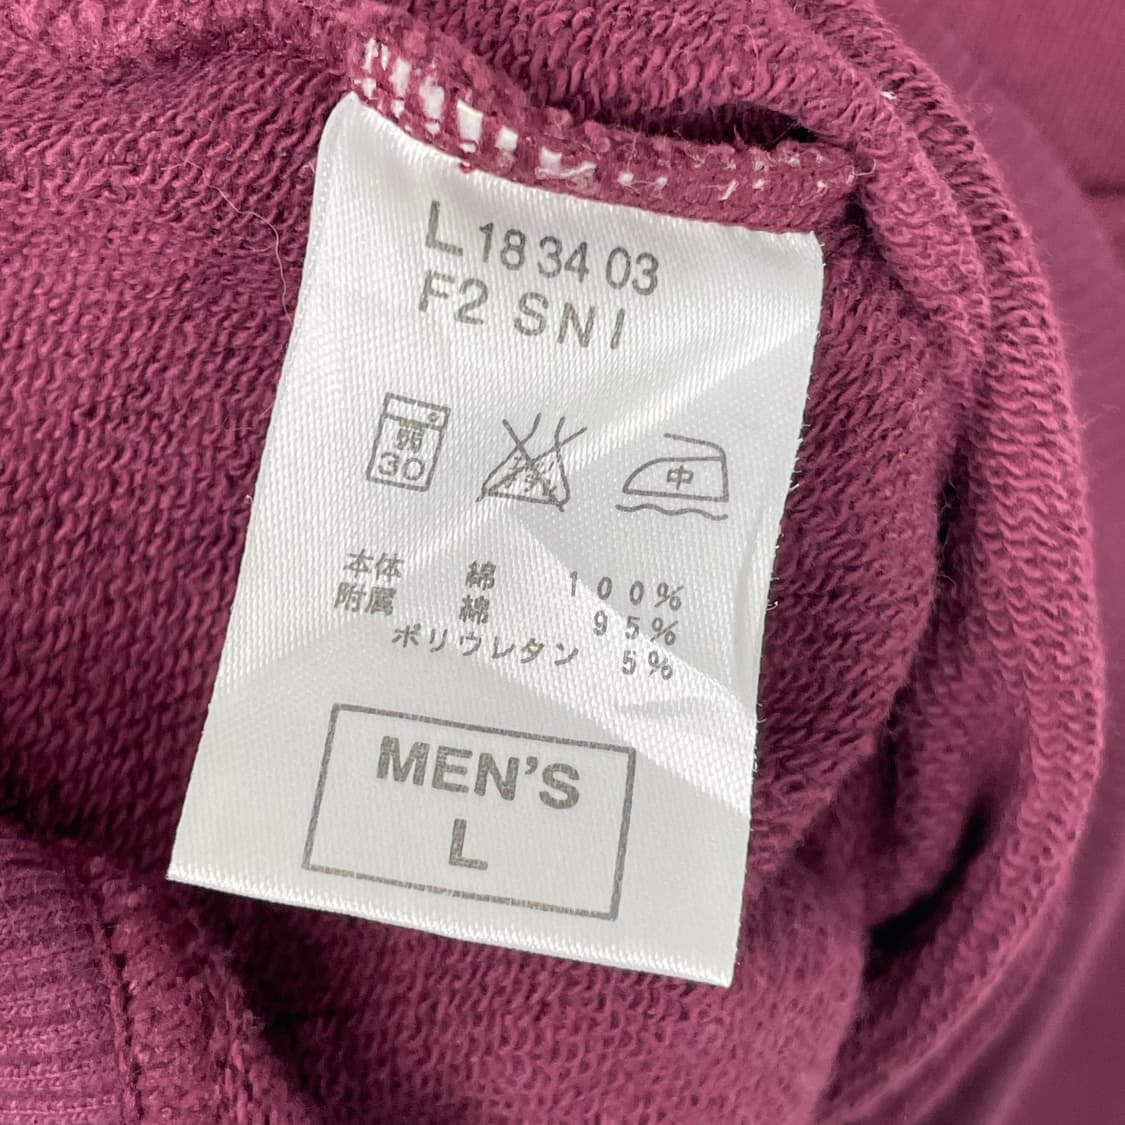 L 18 34 03
F2 SNI
弱
30
中
本体 綿 100%
附属 綿 95%
ポリウレタン 5%
MEN'S
L